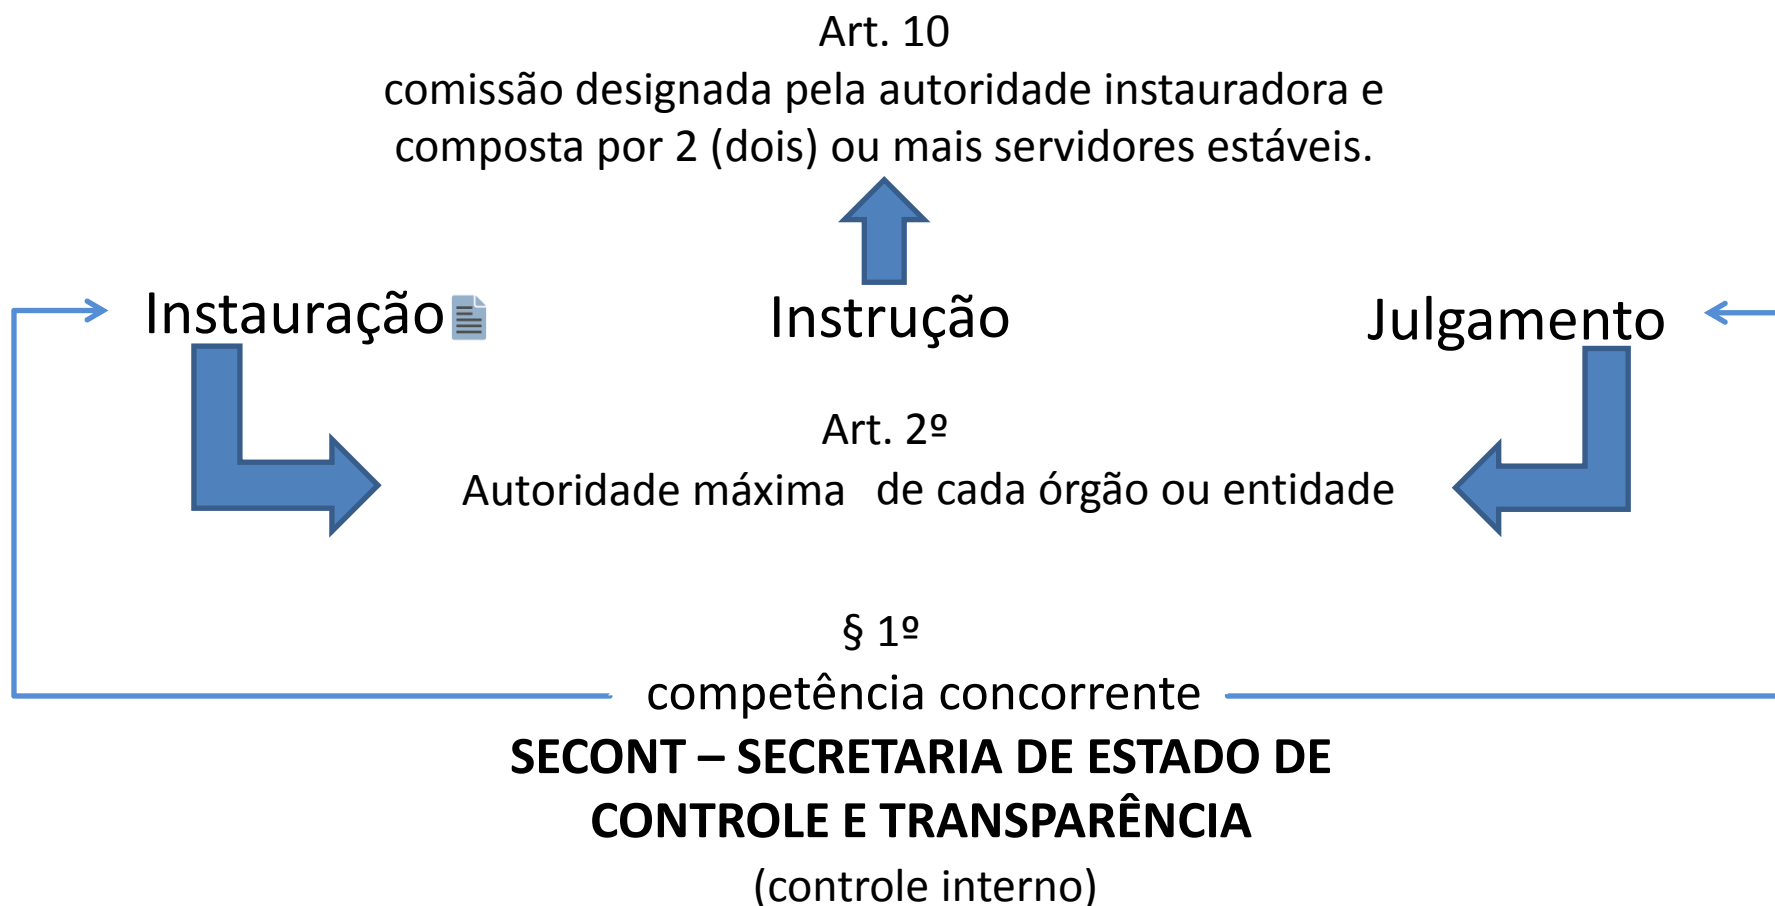 Art. 10
comissão designada pela autoridade instauradora e
composta por 2 (dois) ou mais servidores estáveis.
Instauração
Instrução
Julgamento
Art. 2º
Autoridade máxima de cada órgão ou entidade
§ 1º
competência concorrente
SECONT – SECRETARIA DE ESTADO DE
CONTROLE E TRANSPARÊNCIA
(controle interno)